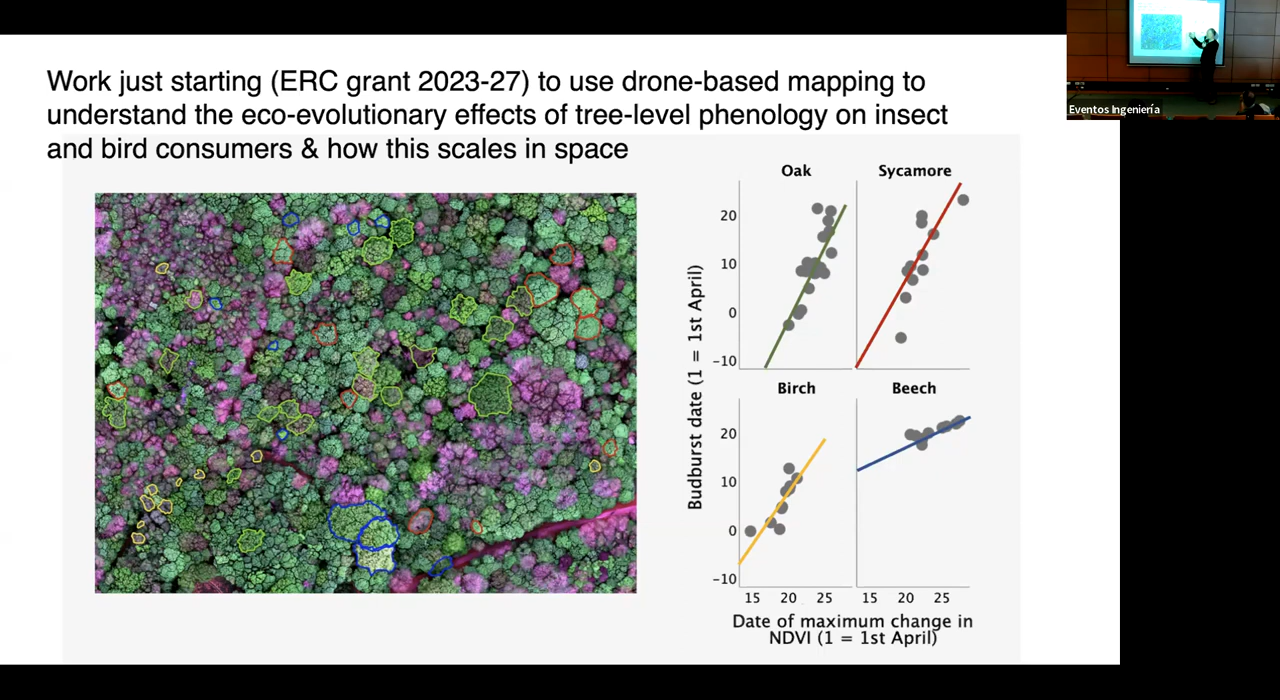 Work just starting (ERC grant 2023-27) to use drone-based mapping to
understand the eco-evolutionary effects of tree-level phenology on insect
and bird consumers & how this scales in space
Eventos Ingeniería
Oak
Sycamore
20
10
0
−10
Birch
Beech
20
10
0
−10
15 20 25
15 20 25
Budburst date (1 = 1st April)
Date of maximum change in
NDVI (1 = 1st April)